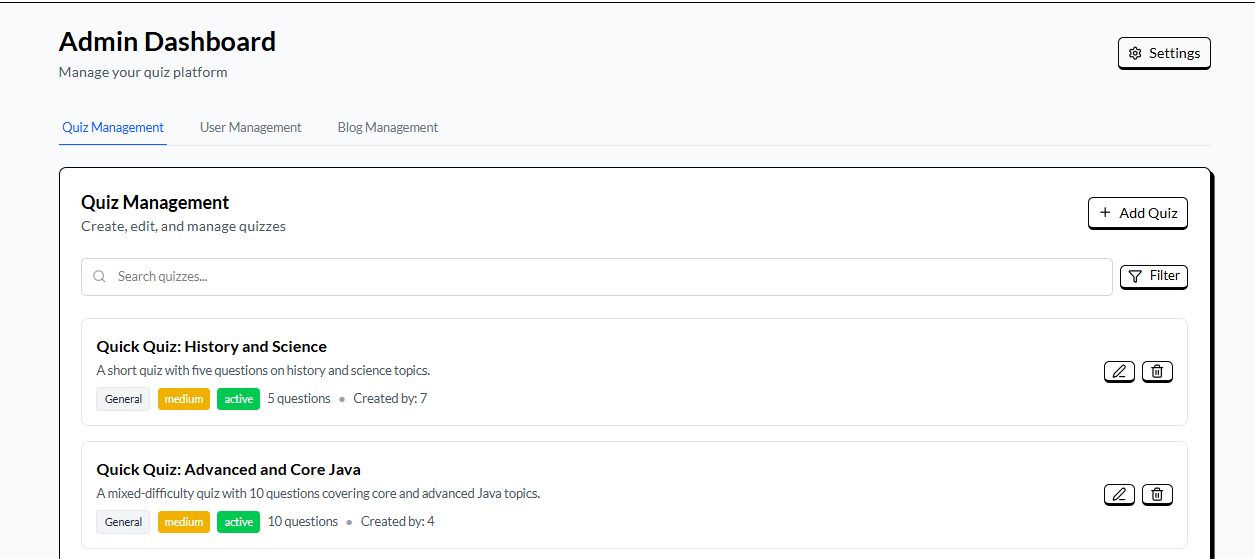 Admin Dashboard
Manage your quiz platform
Settings
Quiz Management User Management Blog Management
Quiz Management
Create, edit, and manage quizzes
+ Add Quiz
Search quizzes...
Filter
Quick Quiz: History and Science
A short quiz with five questions on history and science topics.
General medium active 5 questions • Created by: 7
Quick Quiz: Advanced and Core Java
A mixed-difficulty quiz with 10 questions covering core and advanced Java topics.
General medium active 10 questions • Created by: 4